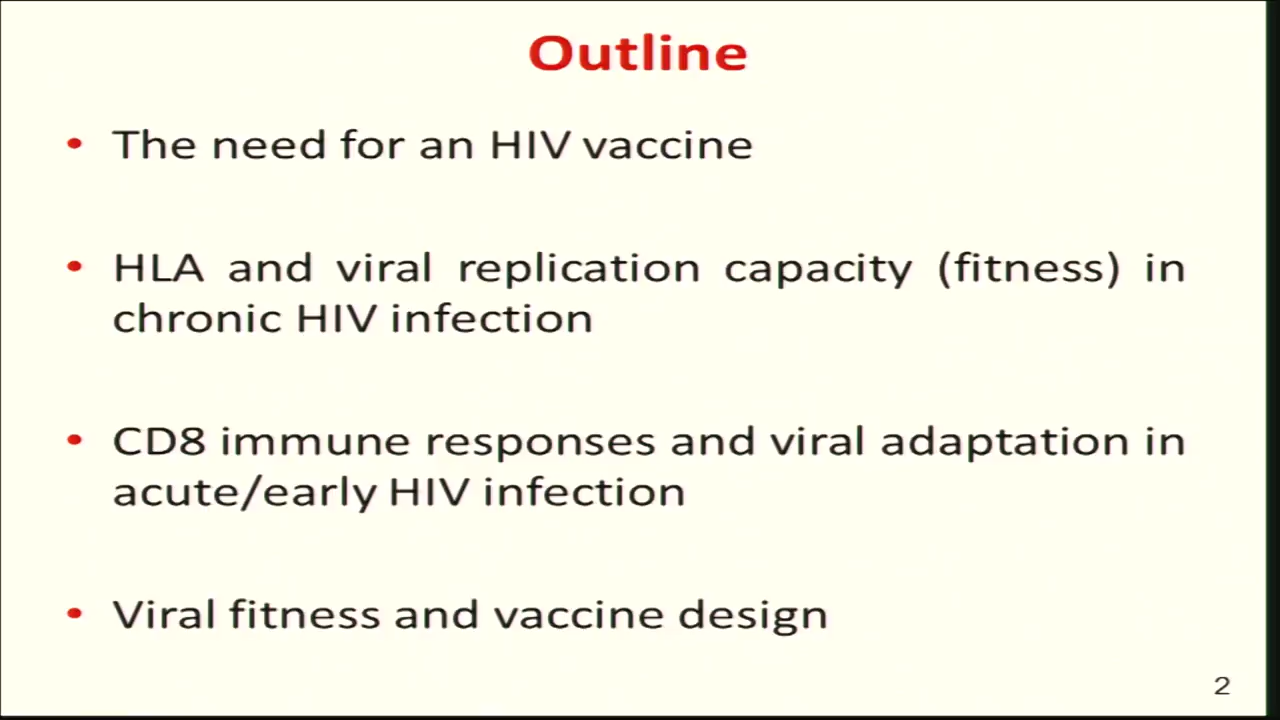 Outline
• The need for an HIV vaccine
• HLA and viral replication capacity (fitness) in
chronic HIV infection
• CD8 immune responses and viral adaptation in
acute/early HIV infection
• Viral fitness and vaccine design
2